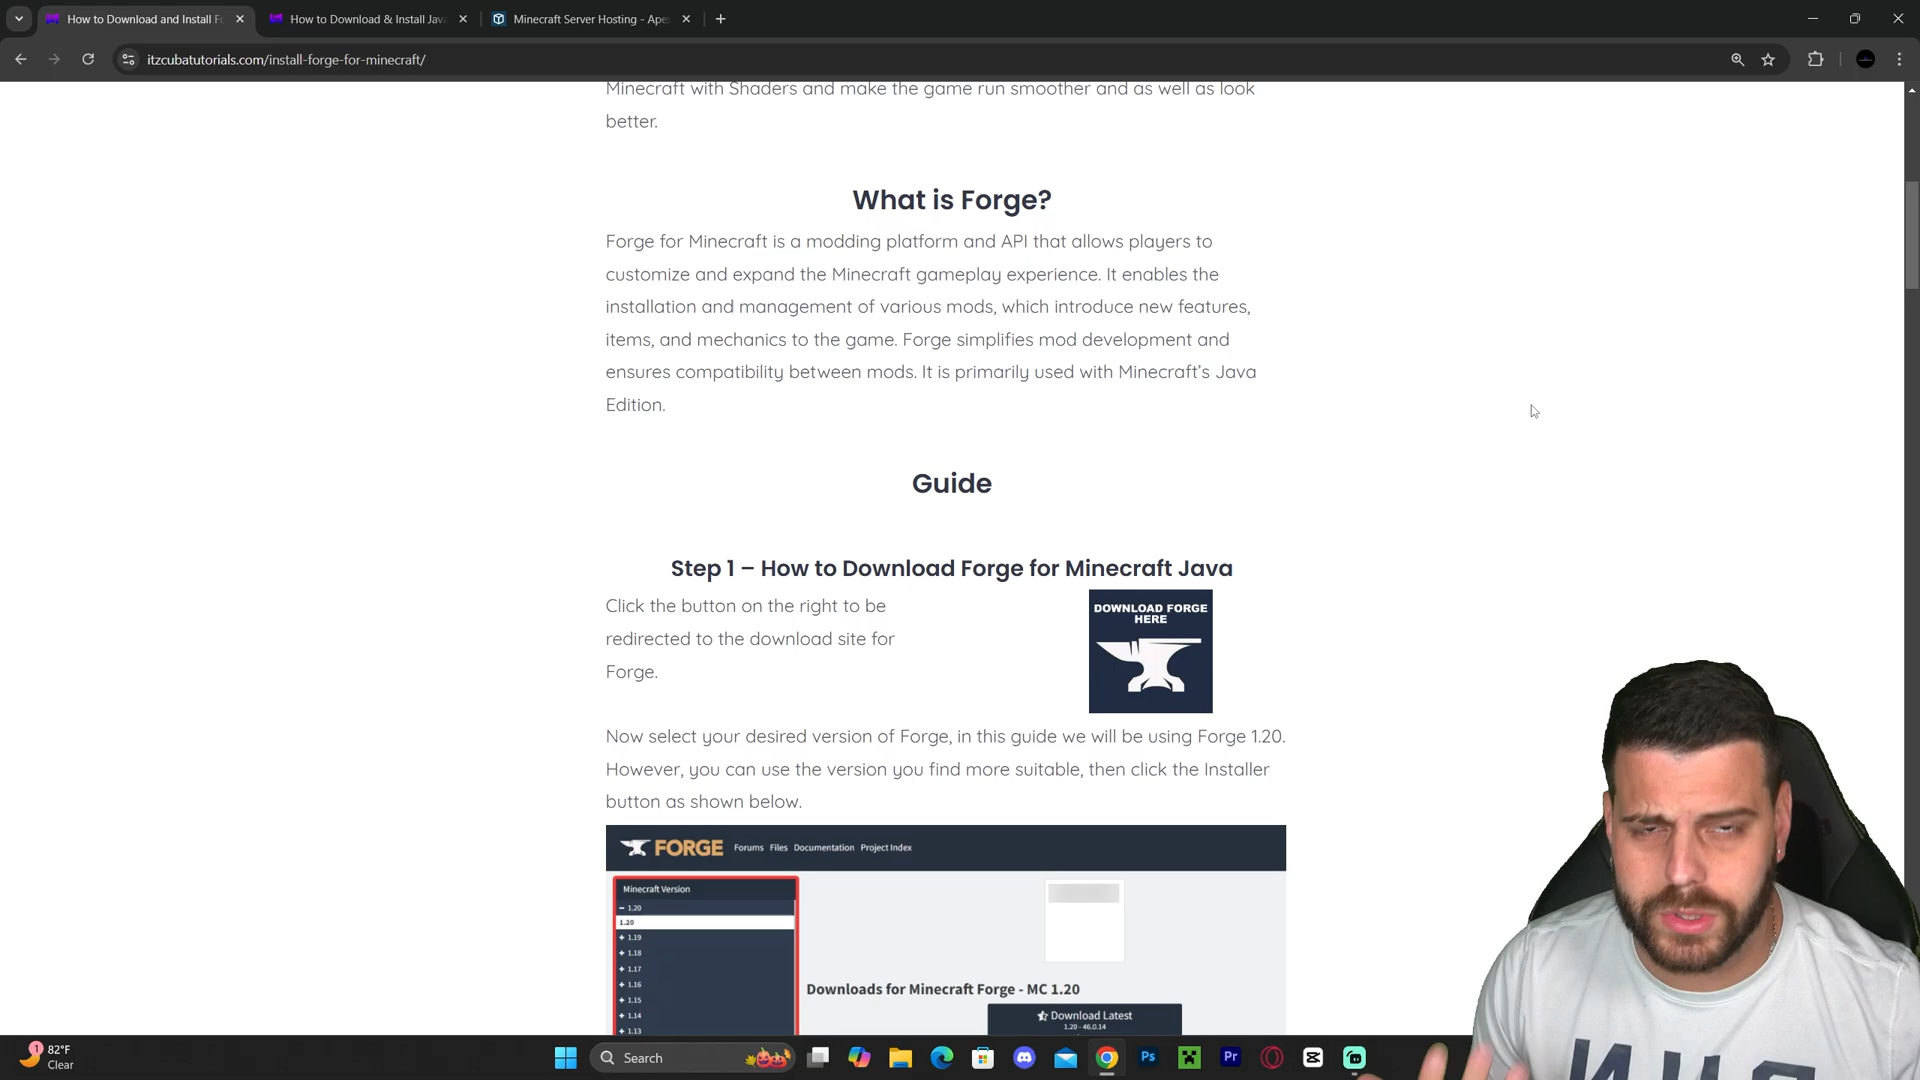 How to Download and Install F
How to Download & Install Jav
Minecraft Server Hosting - Ape
itzcubatutorials.com/install-forge-for-minecraft/
Minecraft with Shaders and make the game run smoother and as well as look
better.
What is Forge?
Forge for Minecraft is a modding platform and API that allows players to
customize and expand the Minecraft gameplay experience. It enables the
installation and management of various mods, which introduce new features,
items, and mechanics to the game. Forge simplifies mod development and
ensures compatibility between mods. It is primarily used with Minecraft's Java
Edition.
Guide
Step 1 – How to Download Forge for Minecraft Java
Click the button on the right to be
redirected to the download site for
Forge.
DOWNLOAD FORGE
HERE
Now select your desired version of Forge, in this guide we will be using Forge 1.20.
However, you can use the version you find more suitable, then click the Installer
button as shown below.
FORGE Forums Files Documentation Project Index
Minecraft Version
1.20
1.20
1.19
1.18
1.17
1.16
1.15
1.14
1.13
Downloads for Minecraft Forge - MC 1.20
Download Latest
1.20 - 46.0.14
1
82°F
Clear
Search
Ps
Pr